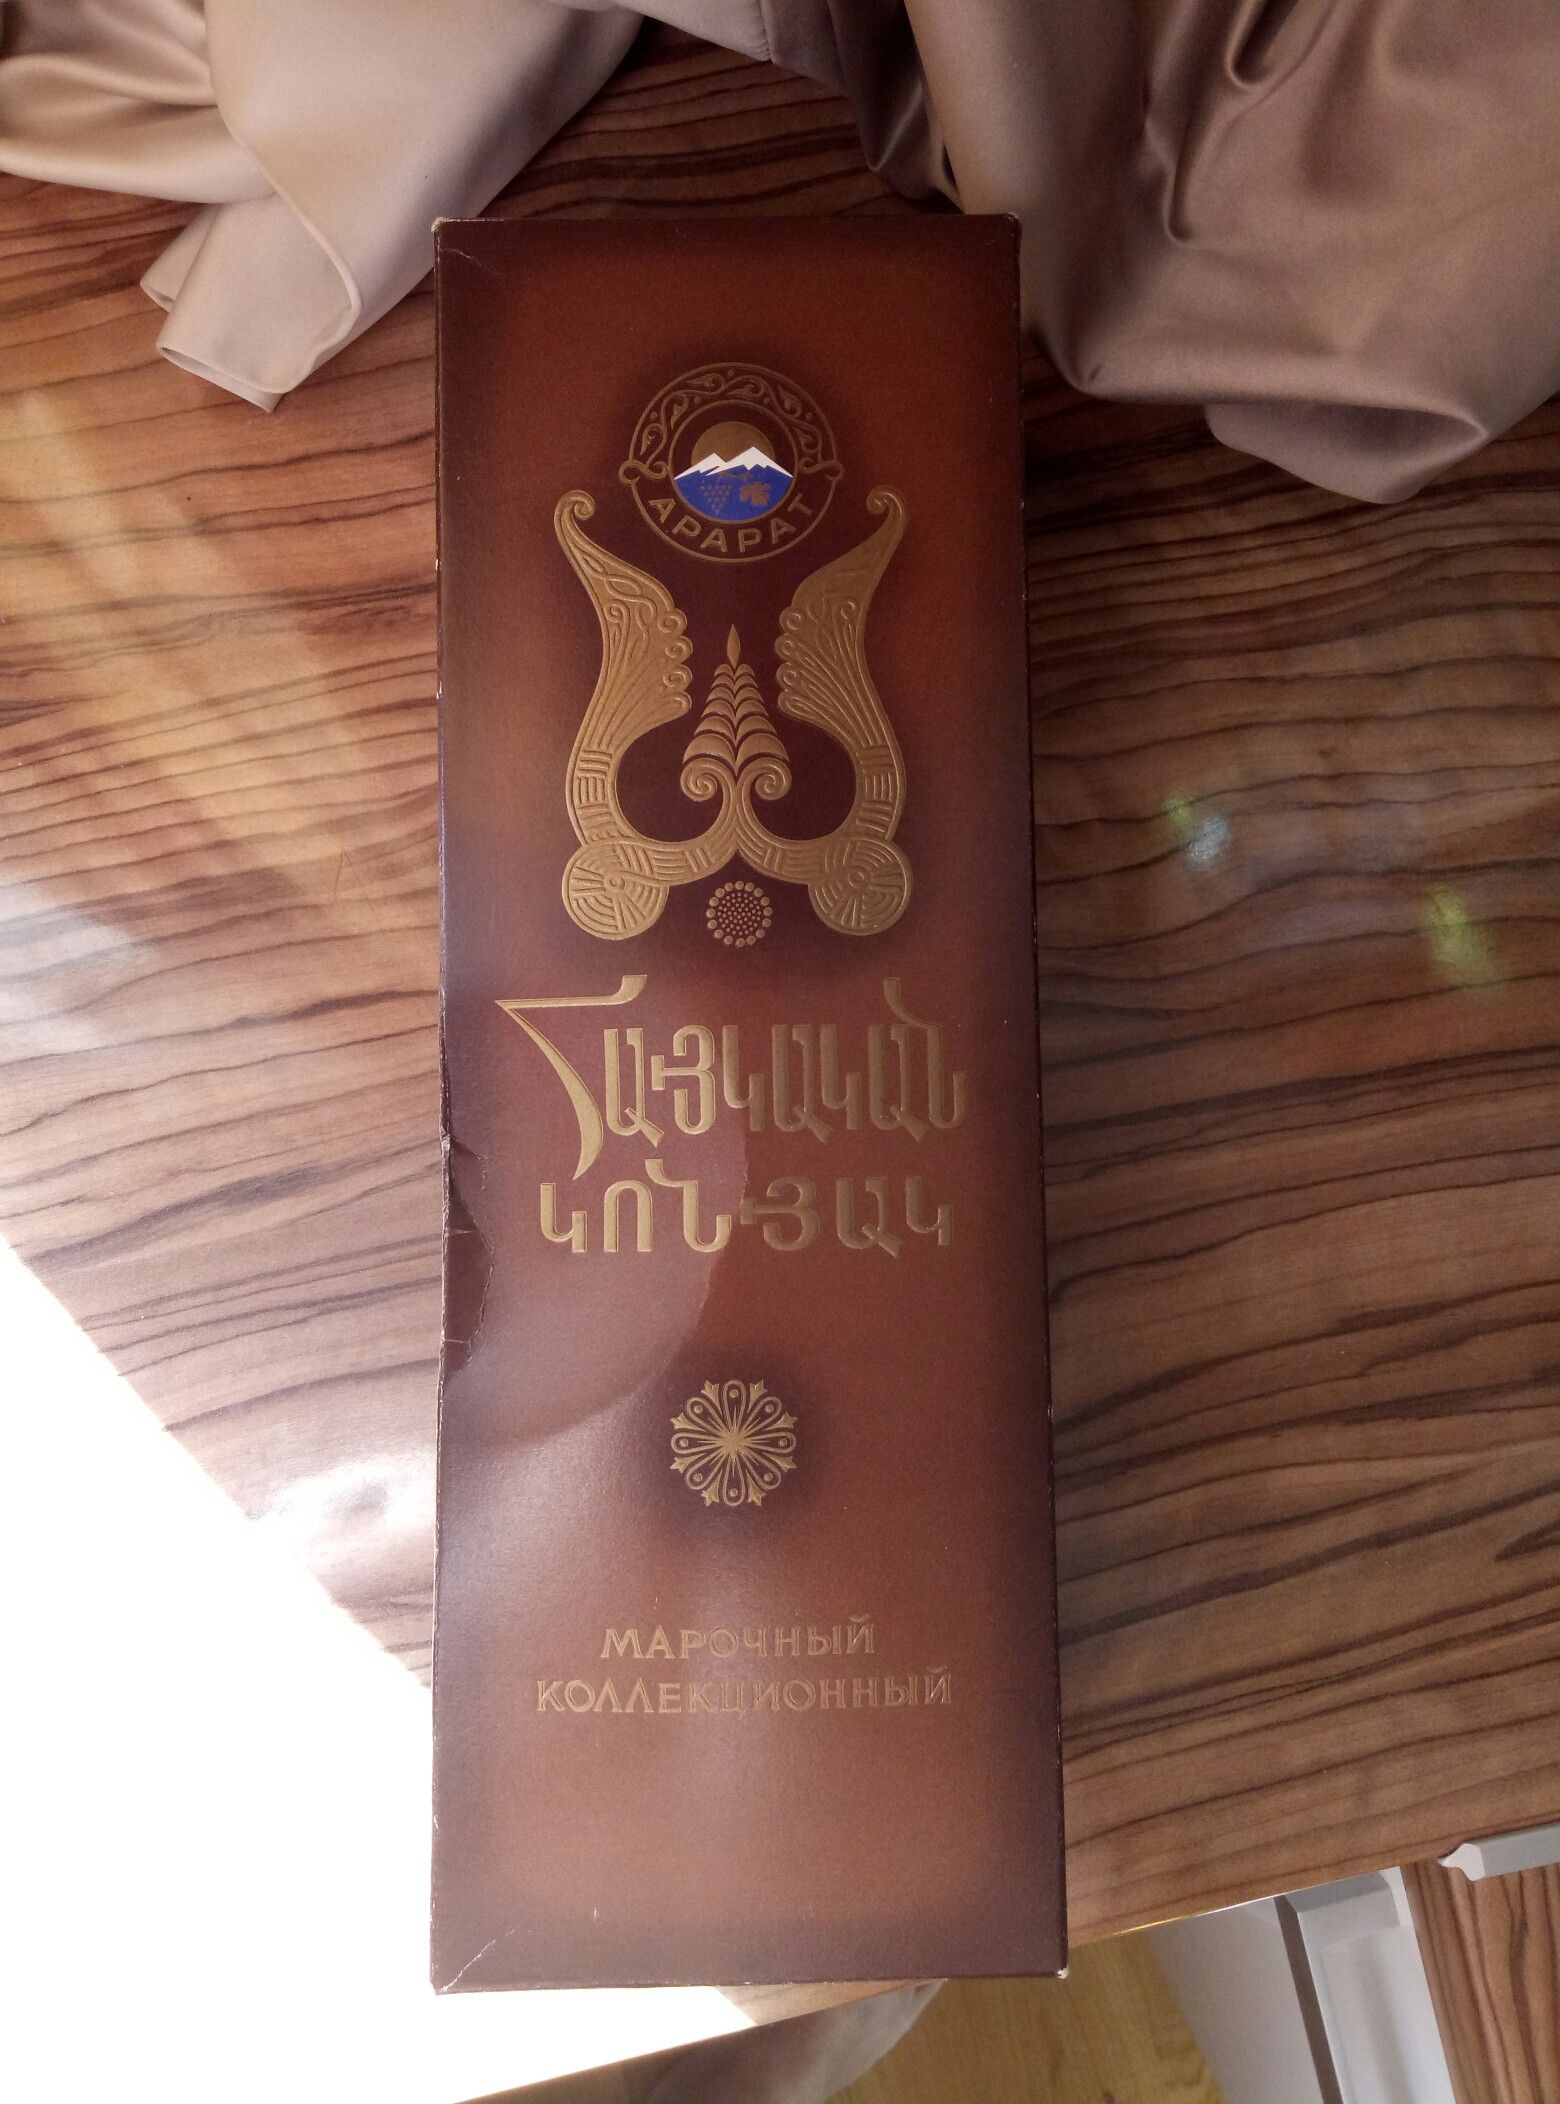 АРАРАТ
Հայկական
կոնյակ
МАРОЧНЫЙ
КОЛЛЕКЦИОННЫЙ